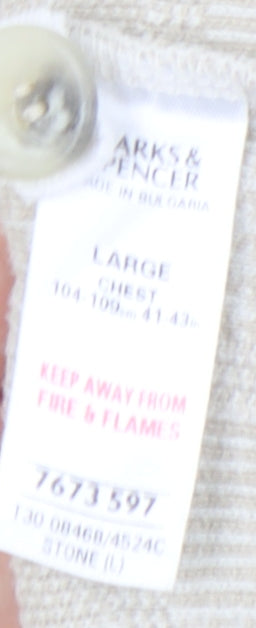 ARKS &
PENCER
MADE IN BULGARIA
LARGE
CHEST
104-109cm 41-43in
KEEP AWAY FROM
FIRE & FLAMES
7673 597
T30 0846B/4524C
STONE (L)